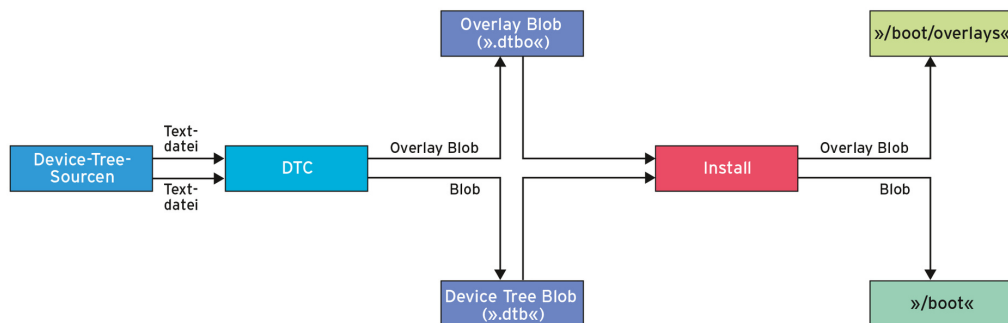 Overlay Blob
(».dtbo«)
»/boot/overlays«
Text-
datei
Device-Tree-
Sourcen
Text-
datei
DTC
Overlay Blob
Blob
Install
Overlay Blob
Blob
Device Tree Blob
(».dtb«)
»/boot«